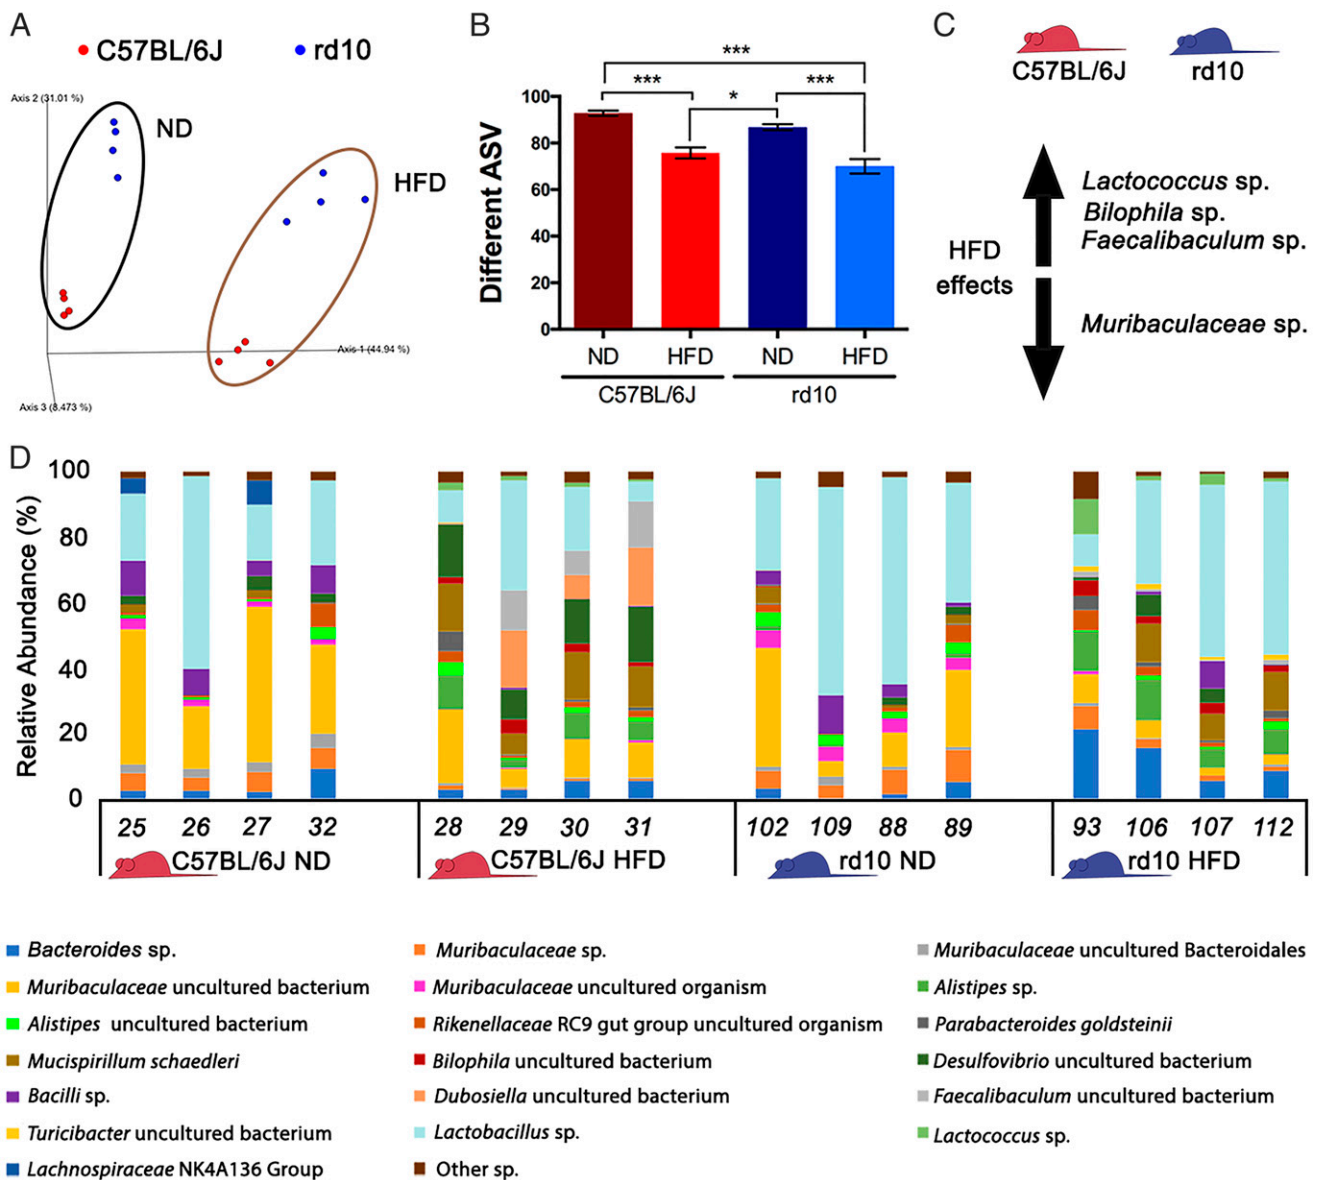 A
C57BL/6J
rd10
Axis 2 (31.01 %)
ND
HFD
Axis 1 (44.94 %)
Axis 3 (8.473 %)
B
***
***
***
*
Different ASV
100
80
60
40
20
0
ND
HFD
ND
HFD
C57BL/6J
rd10
C
C57BL/6J
rd10
HFD
effects
Lactococcus sp.
Bilophila sp.
Faecalibaculum sp.
Muribaculaceae sp.
D
Relative Abundance (%)
100
80
60
40
20
0
25 26 27 32
28 29 30 31
102 109 88 89
93 106 107 112
C57BL/6J ND
C57BL/6J HFD
rd10 ND
rd10 HFD
Bacteroides sp.
Muribaculaceae sp.
Muribaculaceae uncultured Bacteroidales
Muribaculaceae uncultured bacterium
Muribaculaceae uncultured organism
Alistipes sp.
Alistipes uncultured bacterium
Rikenellaceae RC9 gut group uncultured organism
Parabacteroides goldsteinii
Mucispirillum schaedleri
Bilophila uncultured bacterium
Desulfovibrio uncultured bacterium
Bacilli sp.
Dubosiella uncultured bacterium
Faecalibaculum uncultured bacterium
Turicibacter uncultured bacterium
Lactobacillus sp.
Lactococcus sp.
Lachnospiraceae NK4A136 Group
Other sp.